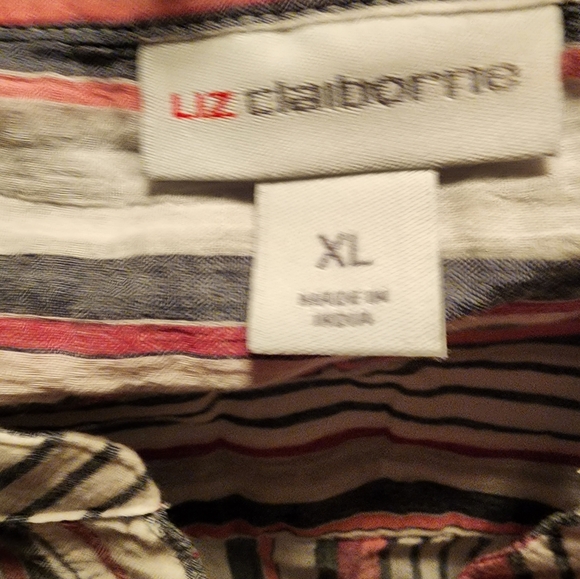 LIZ claiborne
XL
MADE IN
INDIA